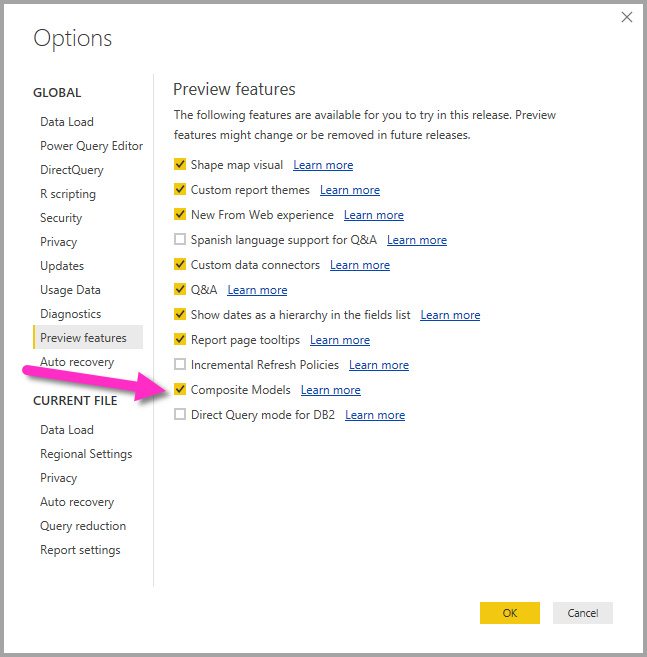 Options
GLOBAL
Data Load
Power Query Editor
DirectQuery
R scripting
Security
Privacy
Updates
Usage Data
Diagnostics
Preview features
Auto recovery
CURRENT FILE
Data Load
Regional Settings
Privacy
Auto recovery
Query reduction
Report settings
Preview features
The following features are available for you to try in this release. Preview
features might change or be removed in future releases.
Shape map visual Learn more
Custom report themes Learn more
New From Web experience Learn more
Spanish language support for Q&A Learn more
Custom data connectors Learn more
Q&A Learn more
Show dates as a hierarchy in the fields list Learn more
Report page tooltips Learn more
Incremental Refresh Policies Learn more
Composite Models Learn more
Direct Query mode for DB2 Learn more
OK Cancel